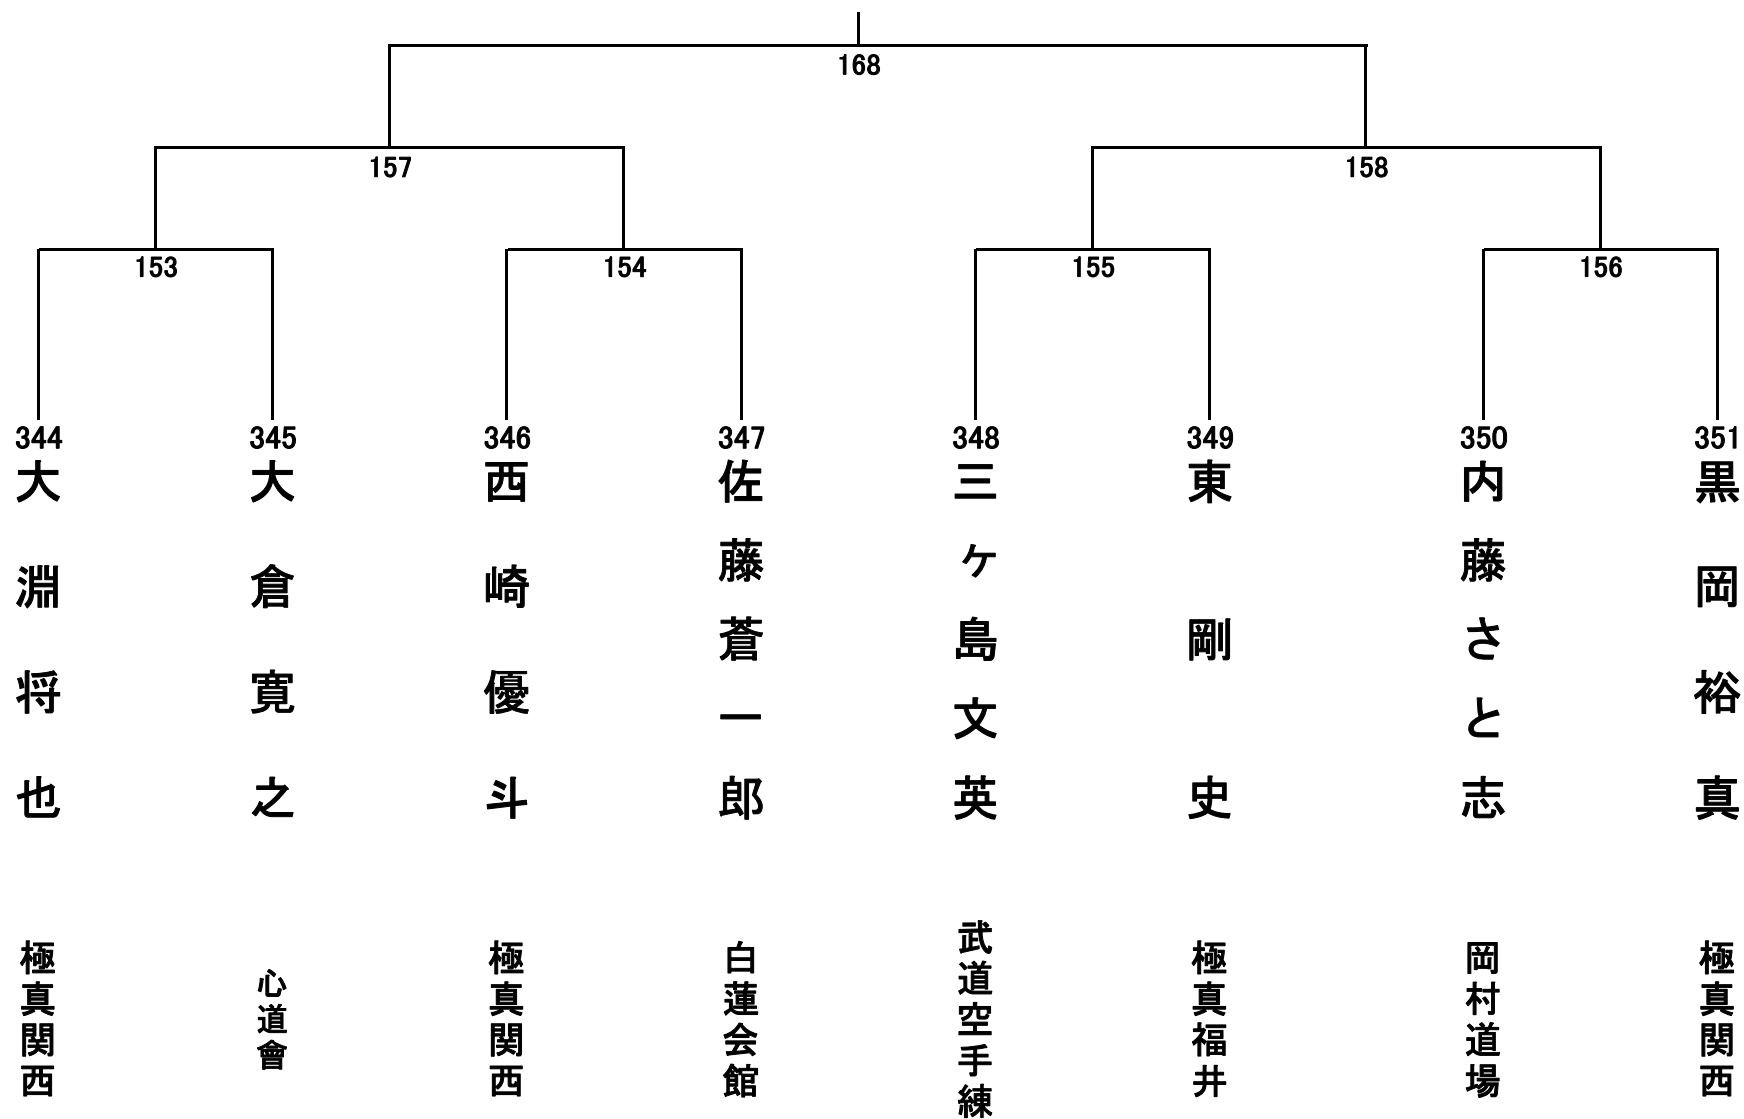 168
157
158
153
154
155
156
344
345
346
347
348
349
350
351
大淵将也
大倉寛之
西崎優斗
佐藤蒼一郎
三ヶ島文英
東剛史
内藤さと志
黒岡裕真
極真関西
心道會
極真関西
白蓮会館
武道空手練
極真福井
岡村道場
極真関西